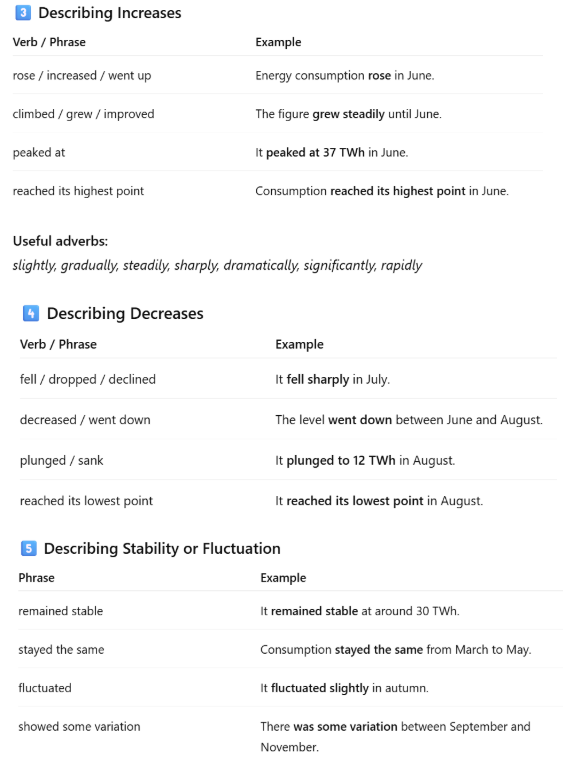 3 Describing Increases
Verb / Phrase Example
rose / increased / went up Energy consumption rose in June.
climbed / grew / improved The figure grew steadily until June.
peaked at It peaked at 37 TWh in June.
reached its highest point Consumption reached its highest point in June.
Useful adverbs:
slightly, gradually, steadily, sharply, dramatically, significantly, rapidly
4 Describing Decreases
Verb / Phrase Example
fell / dropped / declined It fell sharply in July.
decreased / went down The level went down between June and August.
plunged / sank It plunged to 12 TWh in August.
reached its lowest point It reached its lowest point in August.
5 Describing Stability or Fluctuation
Phrase Example
remained stable It remained stable at around 30 TWh.
stayed the same Consumption stayed the same from March to May.
fluctuated It fluctuated slightly in autumn.
showed some variation There was some variation between September and
November.